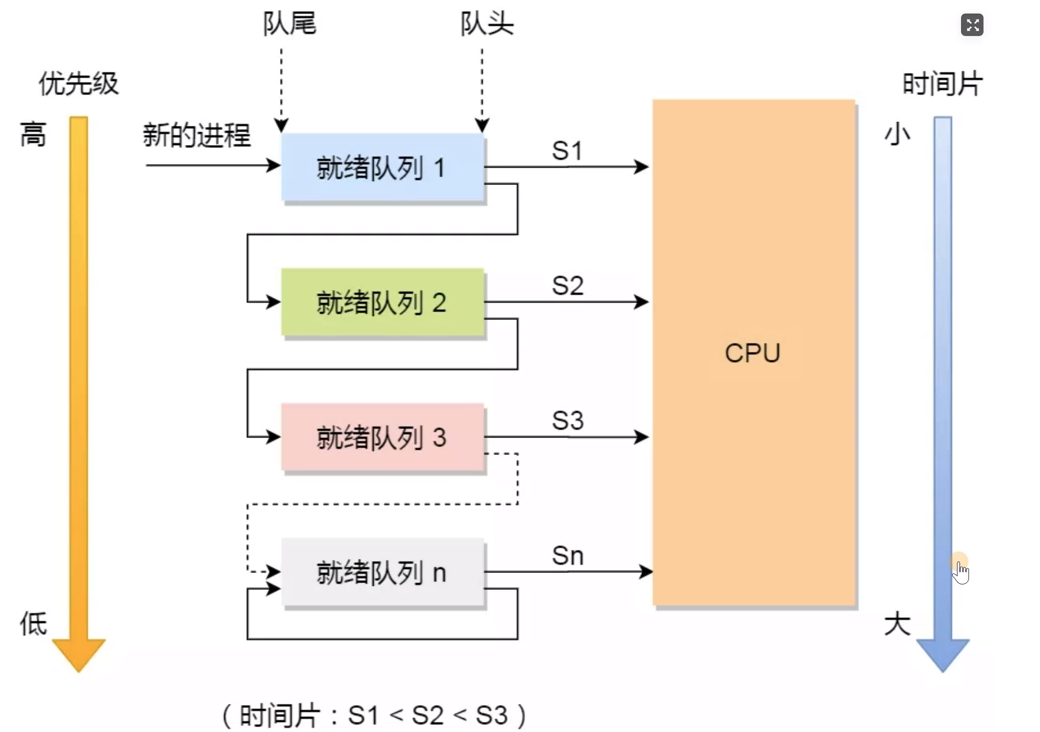 队尾
队头
优先级
时间片
高
新的进程
小
就绪队列 1
S1
就绪队列 2
S2
CPU
就绪队列 3
S3
就绪队列 n
Sn
低
大
（时间片：S1 < S2 < S3）